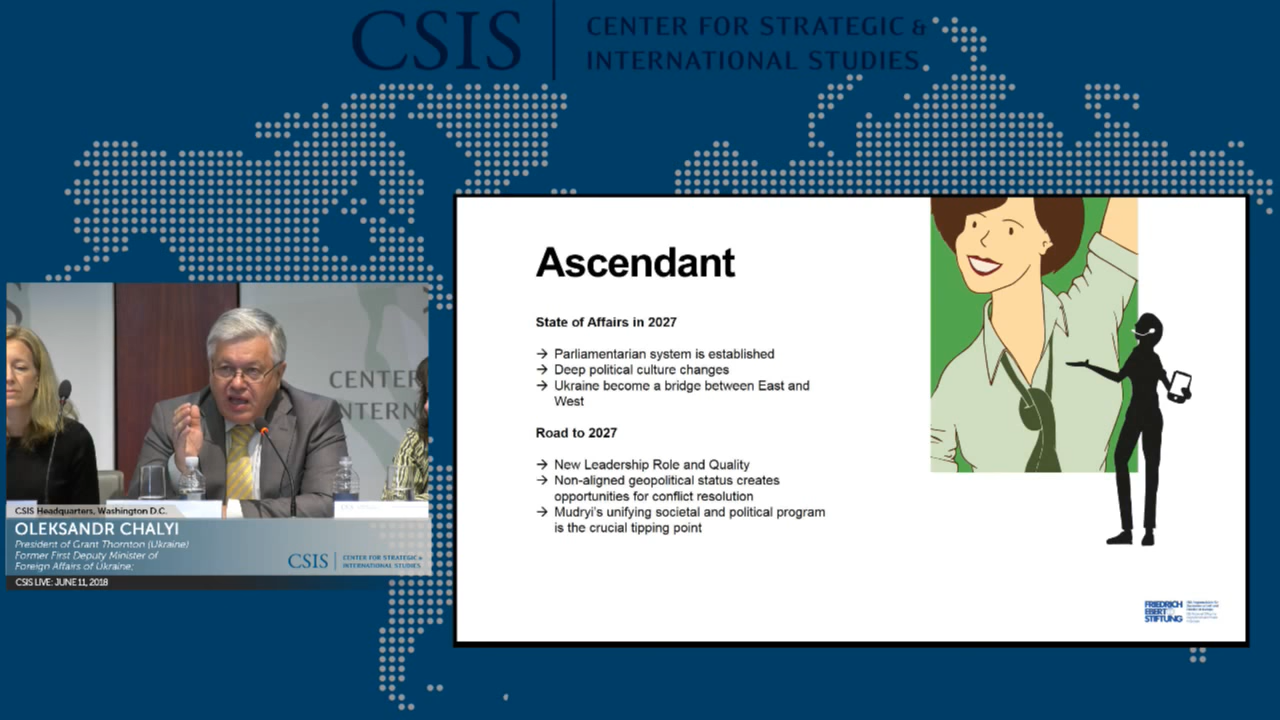 CSIS
CENTER FOR STRATEGIC &
INTERNATIONAL STUDIES
Ascendant
State of Affairs in 2027
→ Parliamentarian system is established
→ Deep political culture changes
→ Ukraine become a bridge between East and
West
Road to 2027
→ New Leadership Role and Quality
→ Non-aligned geopolitical status creates
opportunities for conflict resolution
→ Mudryi's unifying societal and political program
is the crucial tipping point
FRIEDRICH
EBERT
STIFTUNG
S
CENTER
NTERN
CSIS Headquarters, Washington D.C.
OLEKSANDR CHALYI
President of Grant Thornton (Ukraine)
Former First Deputy Minister of
Foreign Affairs of Ukraine;
CSIS
CENTER FOR STRATEGIC &
INTERNATIONAL STUDIES
CSIS LIVE: JUNE 11, 2018